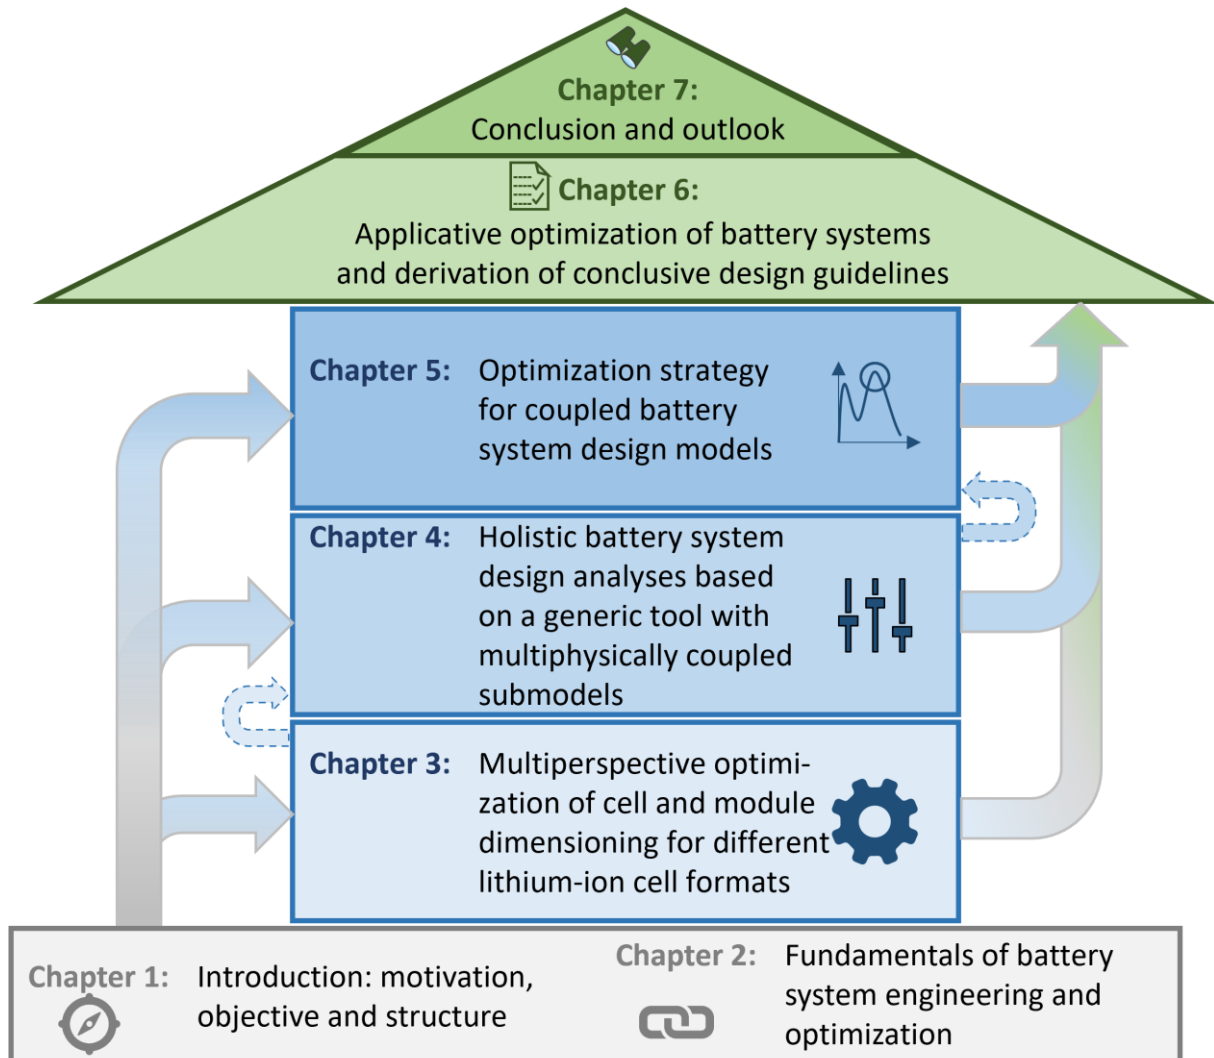 Chapter 7:
Conclusion and outlook
Chapter 6:
Applicative optimization of battery systems
and derivation of conclusive design guidelines
Chapter 5: Optimization strategy
for coupled battery
system design models
Chapter 4: Holistic battery system
design analyses based
on a generic tool with
multiphysically coupled
submodels
Chapter 3: Multiperspective optimi-
zation of cell and module
dimensioning for different
lithium-ion cell formats
Chapter 1: Introduction: motivation,
objective and structure
Chapter 2: Fundamentals of battery
system engineering and
optimization